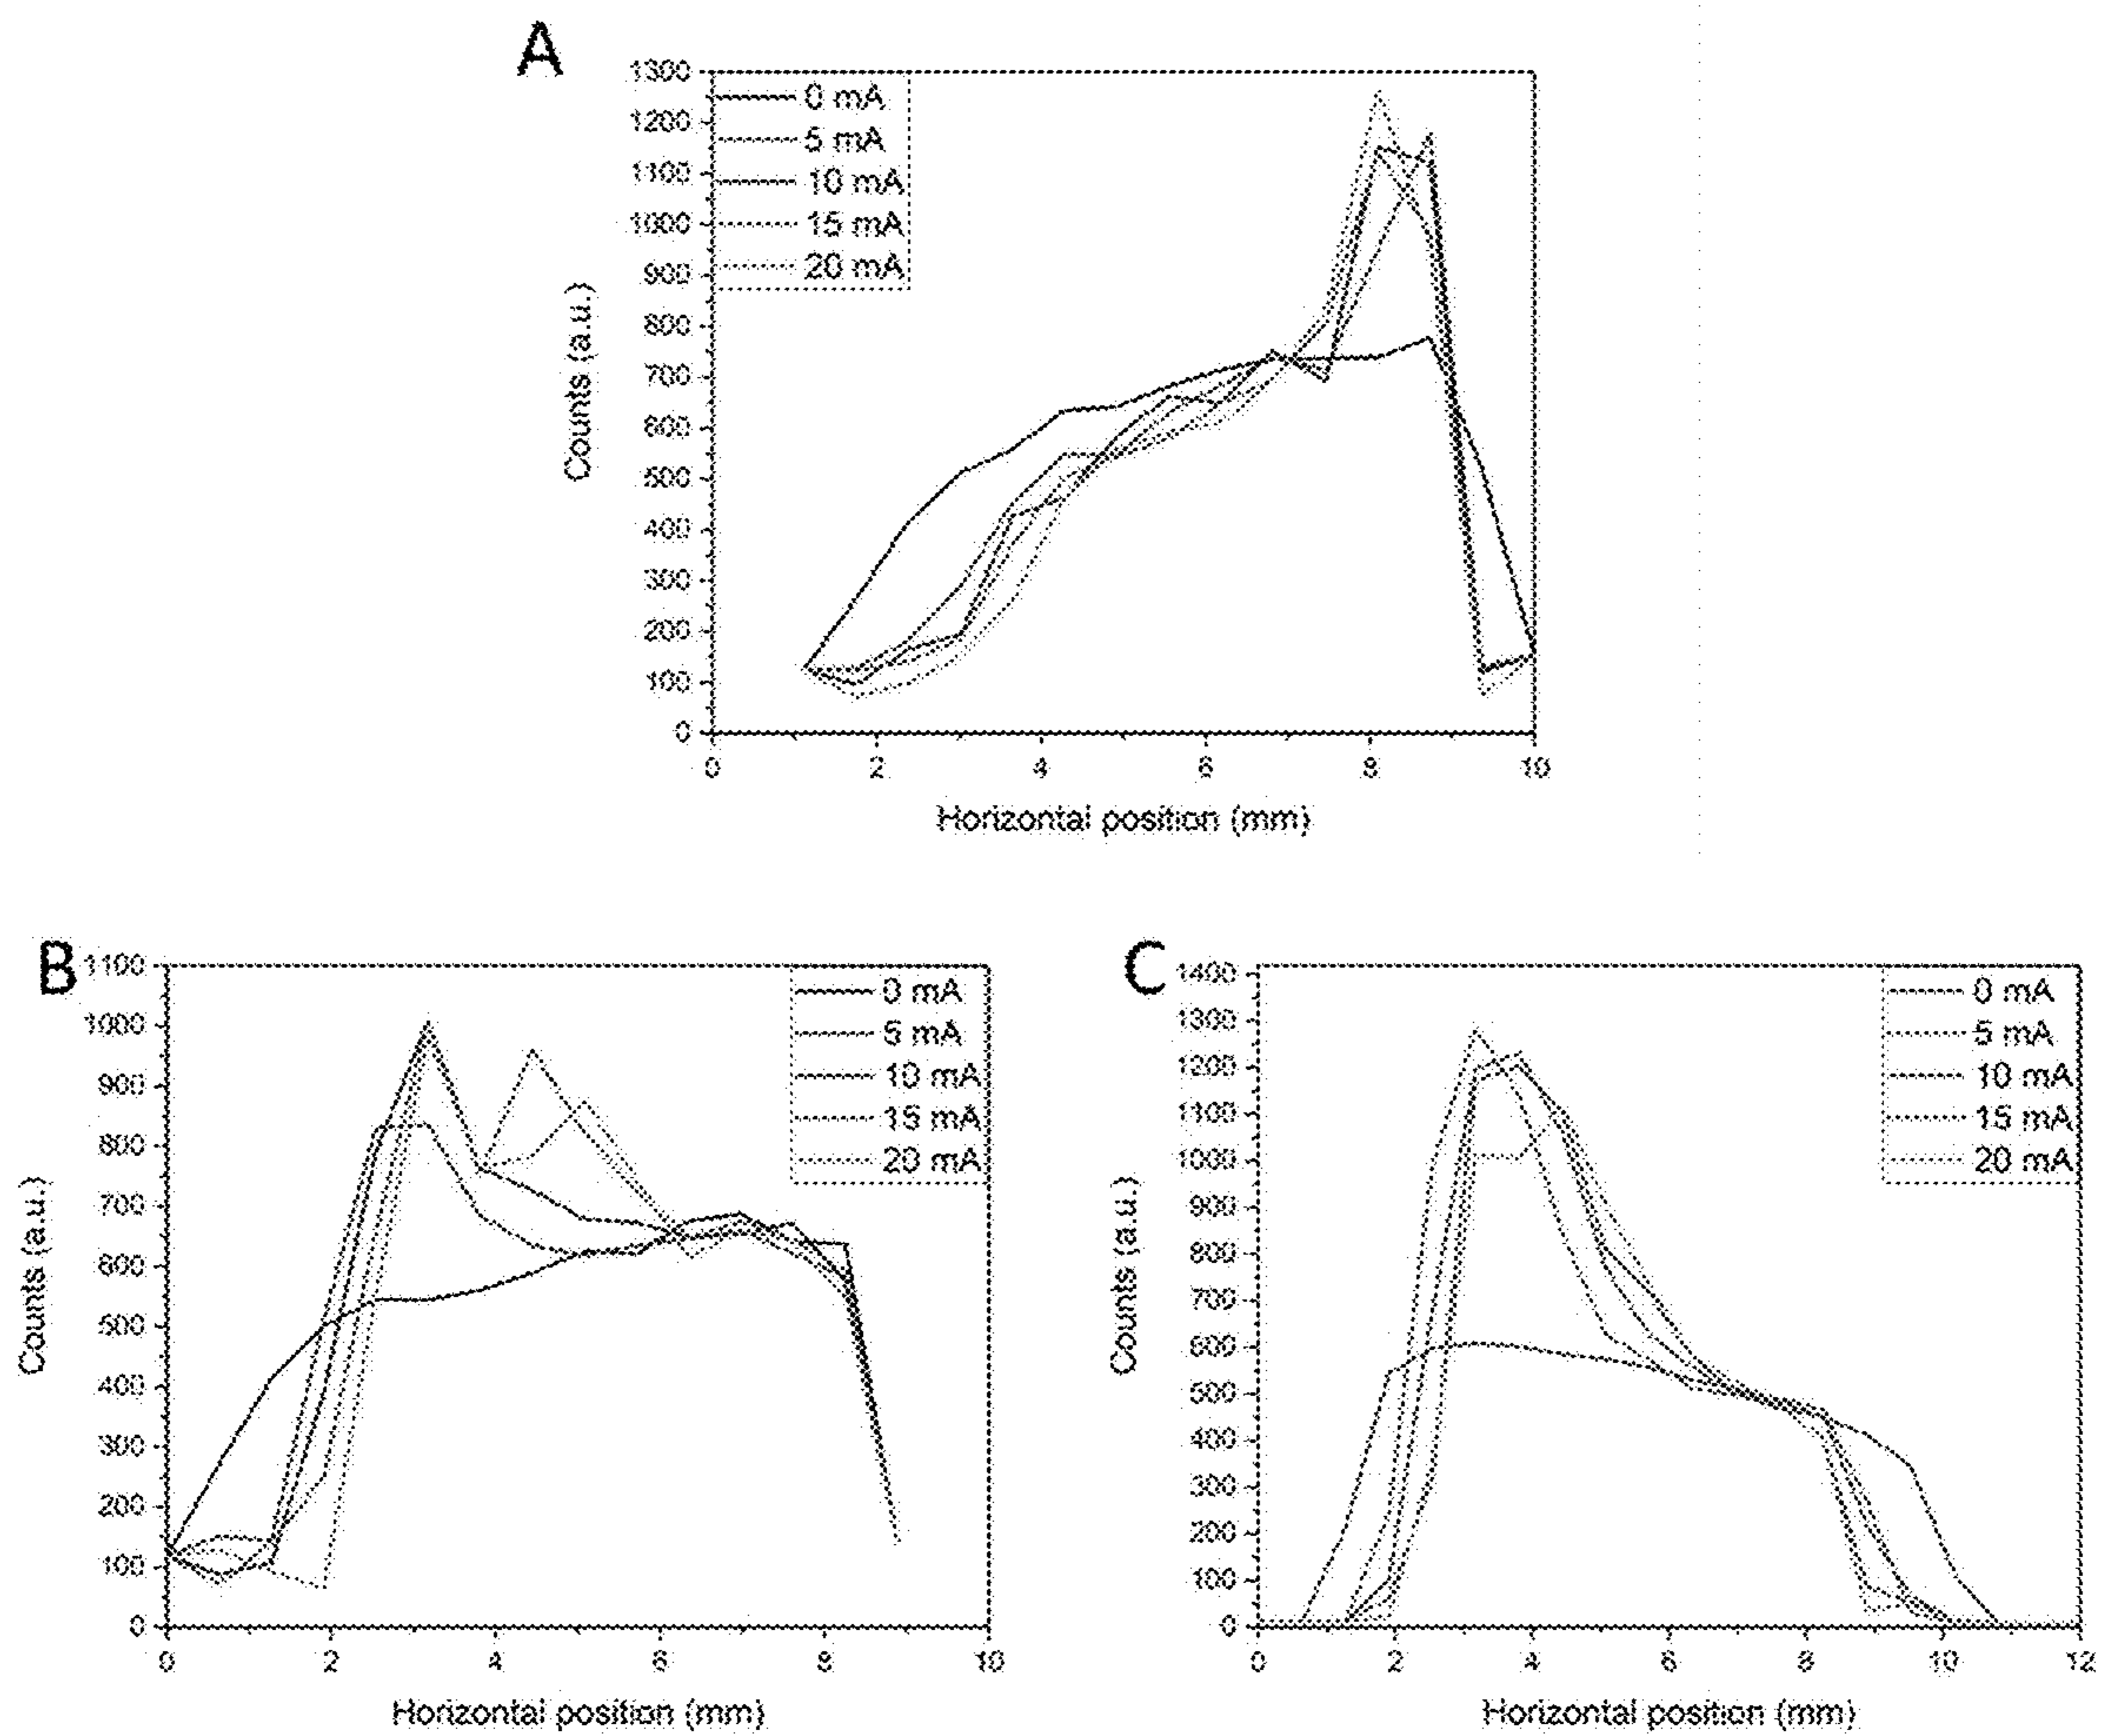 A
1300
1200
1100
1000
900
800
700
600
500
400
300
200
100
0
0 mA
5 mA
10 mA
15 mA
20 mA
Counts (a.u.)
0 2 4 6 8 10
Horizontal position (mm)
B
1100
1000
900
800
700
600
500
400
300
200
100
0
0 mA
5 mA
10 mA
15 mA
20 mA
Counts (a.u.)
0 2 4 6 8 10
Horizontal position (mm)
C
1400
1300
1200
1100
1000
900
800
700
600
500
400
300
200
100
0
0 mA
5 mA
10 mA
15 mA
20 mA
Counts (a.u.)
0 2 4 6 8 10 12
Horizontal position (mm)